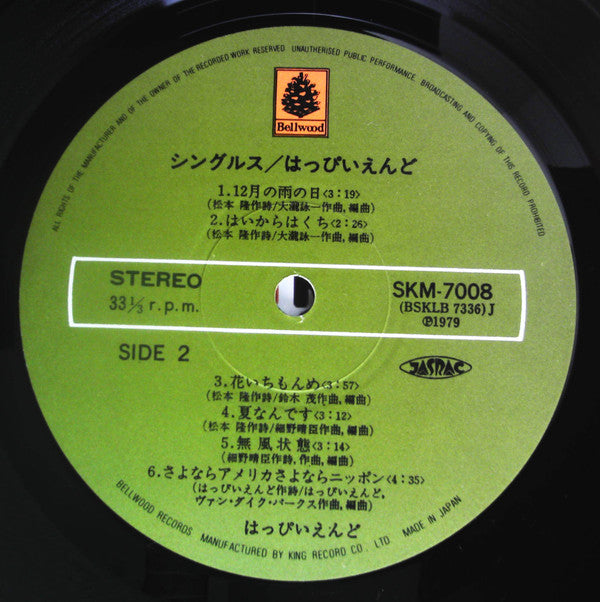 ALL RIGHTS OF THE MANUFACTURER AND OF THE OWNER OF THE RECORDED WORK RESERVED UNAUTHORISED PUBLIC PERFORMANCE, BROADCASTING AND COPYING OF THIS RECORD PROHIBITED
Bellwood
シングルス／はっぴいえんど
1.12月の雨の日〈3:19〉
(松本 隆作詩/大瀧詠一作曲,編曲)
2.はいからはくち〈2:26〉
(松本 隆作詩/大瀧詠一作曲,編曲)
STEREO
33⅓ r.p.m.
SIDE 2
SKM-7008
(BSKLB 7336) J
Ⓟ1979
JASRAC
3.花いちもんめ〈3:57〉
(松本 隆作詩/鈴木 茂作曲,編曲)
4.夏なんです〈3:12〉
(松本 隆作詩/細野晴臣作曲,編曲)
5.無風状態〈3:14〉
(細野晴臣作詩,作曲,編曲)
6.さよならアメリカさよならニッポン〈4:35〉
(はっぴいえんど作詩/はっぴいえんど,
ヴァン・ダイク・パークス作曲,編曲)
はっぴいえんど
BELLWOOD RECORDS MANUFACTURED BY KING RECORD CO., LTD. MADE IN JAPAN